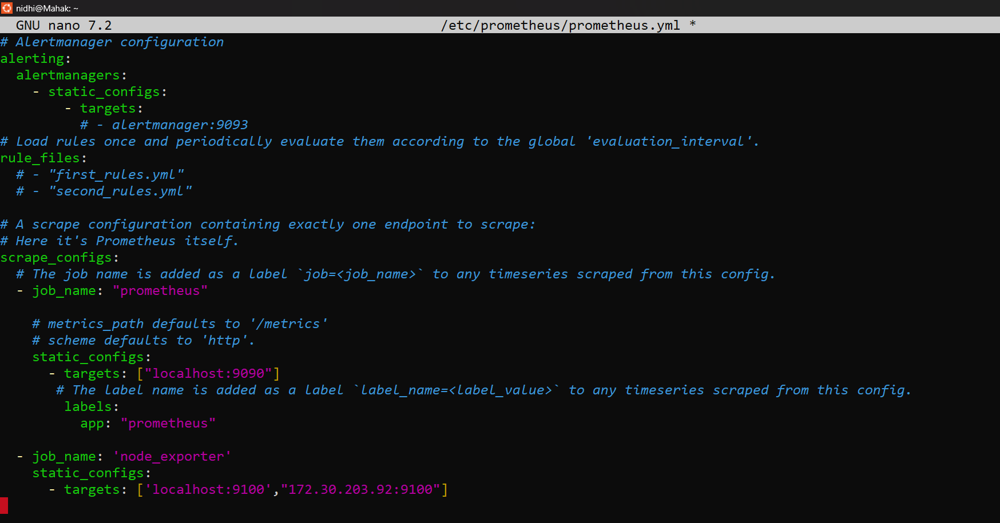 nidhi@Mahak: ~
GNU nano 7.2 /etc/prometheus/prometheus.yml *
# Alertmanager configuration
alerting:
  alertmanagers:
    - static_configs:
        - targets:
          # - alertmanager:9093
# Load rules once and periodically evaluate them according to the global 'evaluation_interval'.
rule_files:
  # - "first_rules.yml"
  # - "second_rules.yml"

# A scrape configuration containing exactly one endpoint to scrape:
# Here it's Prometheus itself.
scrape_configs:
  # The job name is added as a label `job=<job_name>` to any timeseries scraped from this config.
  - job_name: "prometheus"

    # metrics_path defaults to '/metrics'
    # scheme defaults to 'http'.
    static_configs:
      - targets: ["localhost:9090"]
       # The label name is added as a label `label_name=<label_value>` to any timeseries scraped from this config.
        labels:
          app: "prometheus"

  - job_name: 'node_exporter'
    static_configs:
      - targets: ['localhost:9100',"172.30.203.92:9100"]